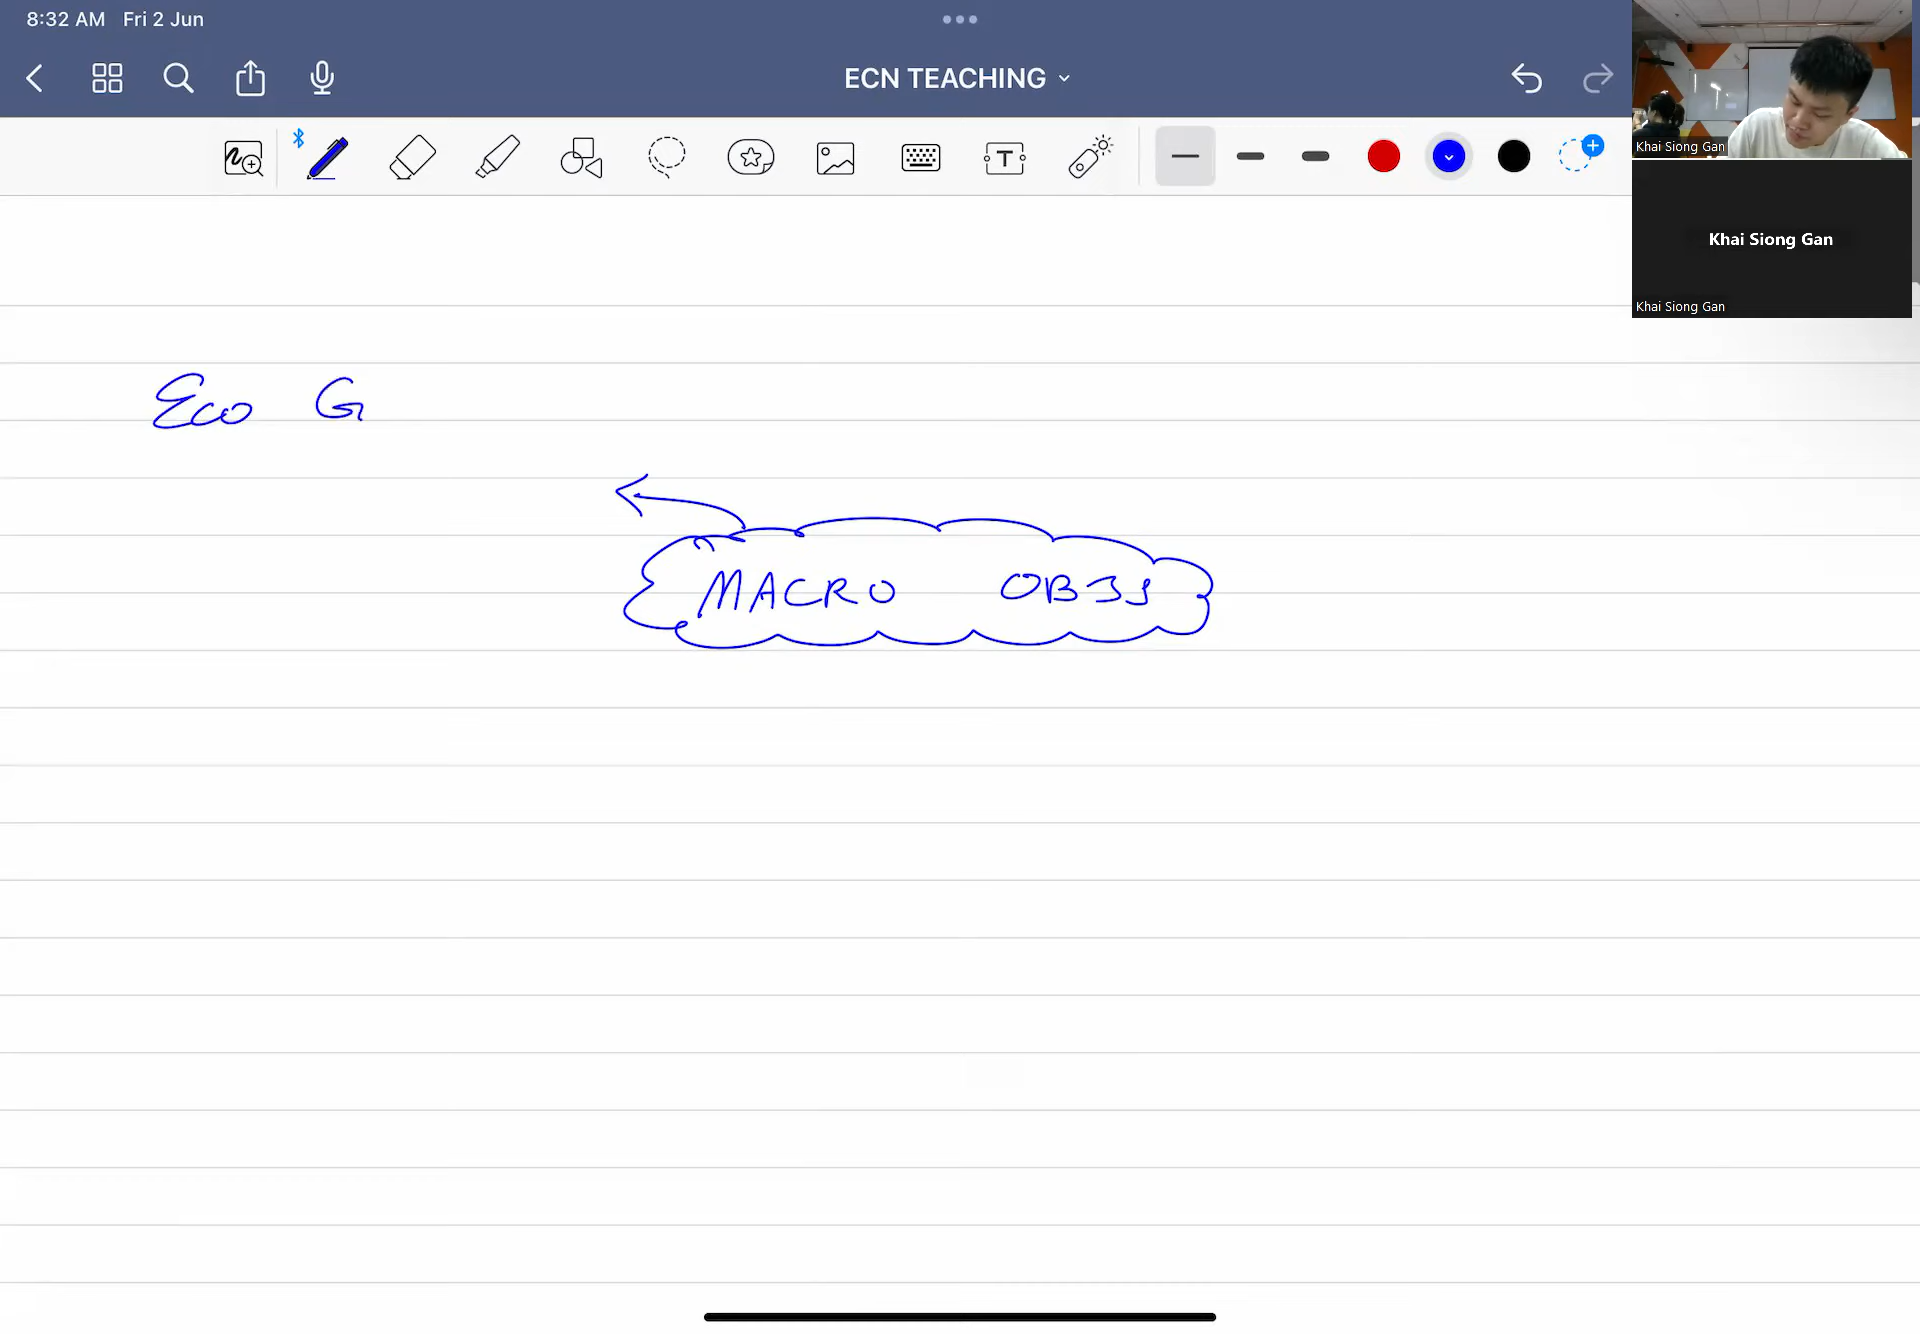 8:32 AM Fri 2 Jun
ECN TEACHING
T
Khai Siong Gan
Khai Siong Gan
Khai Siong Gan
Eco G
MACRO OBJS